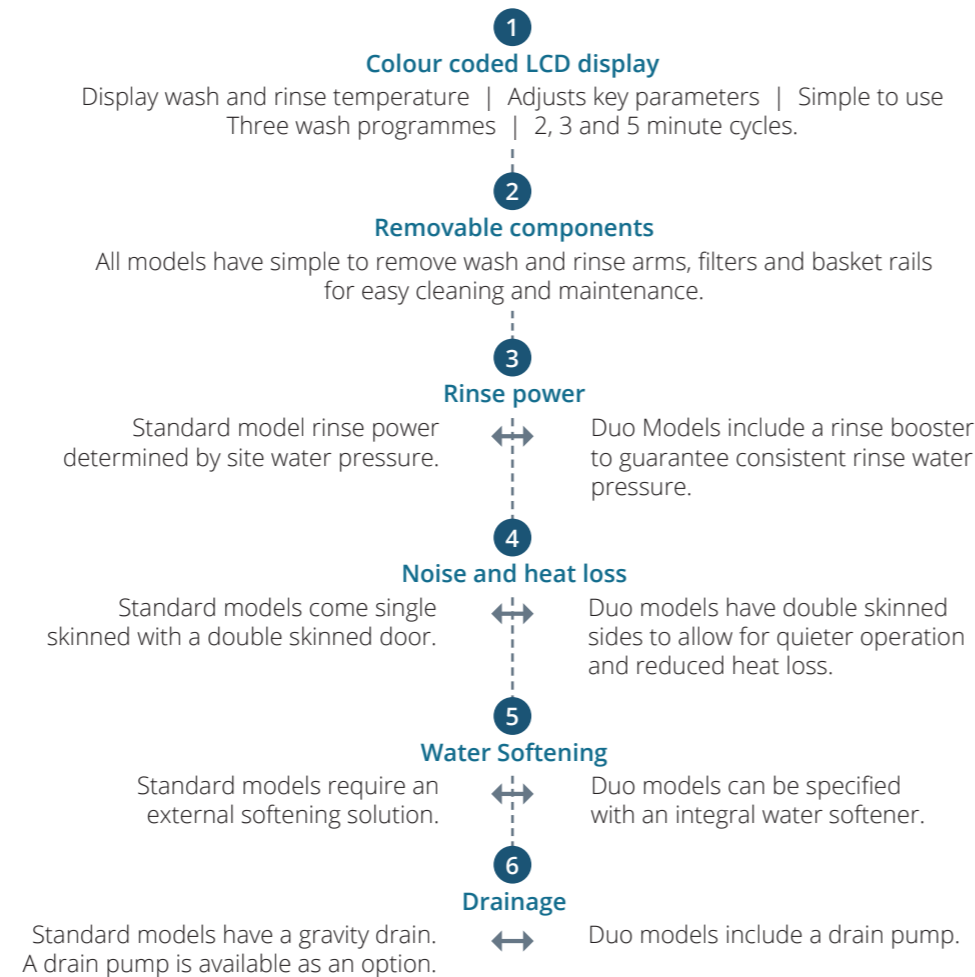 1
Colour coded LCD display
Display wash and rinse temperature | Adjusts key parameters | Simple to use
Three wash programmes | 2, 3 and 5 minute cycles.
2
Removable components
All models have simple to remove wash and rinse arms, filters and basket rails
for easy cleaning and maintenance.
3
Rinse power
Standard model rinse power
determined by site water pressure.
Duo Models include a rinse booster
to guarantee consistent rinse water
pressure.
4
Noise and heat loss
Standard models come single
skinned with a double skinned door.
Duo models have double skinned
sides to allow for quieter operation
and reduced heat loss.
5
Water Softening
Standard models require an
external softening solution.
Duo models can be specified
with an integral water softener.
6
Drainage
Standard models have a gravity drain.
A drain pump is available as an option.
Duo models include a drain pump.